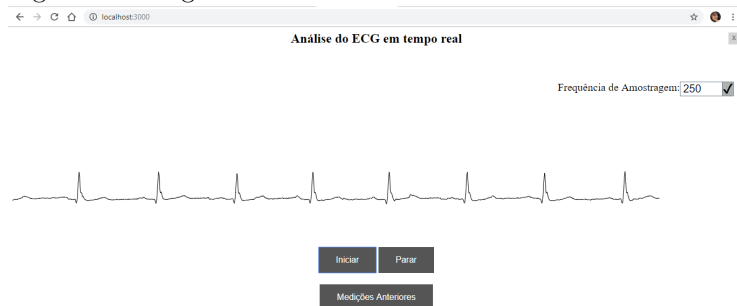 localhost:3000
Análise do ECG em tempo real
x
Frequência de Amostragem: 250
Iniciar Parar
Medições Anteriores